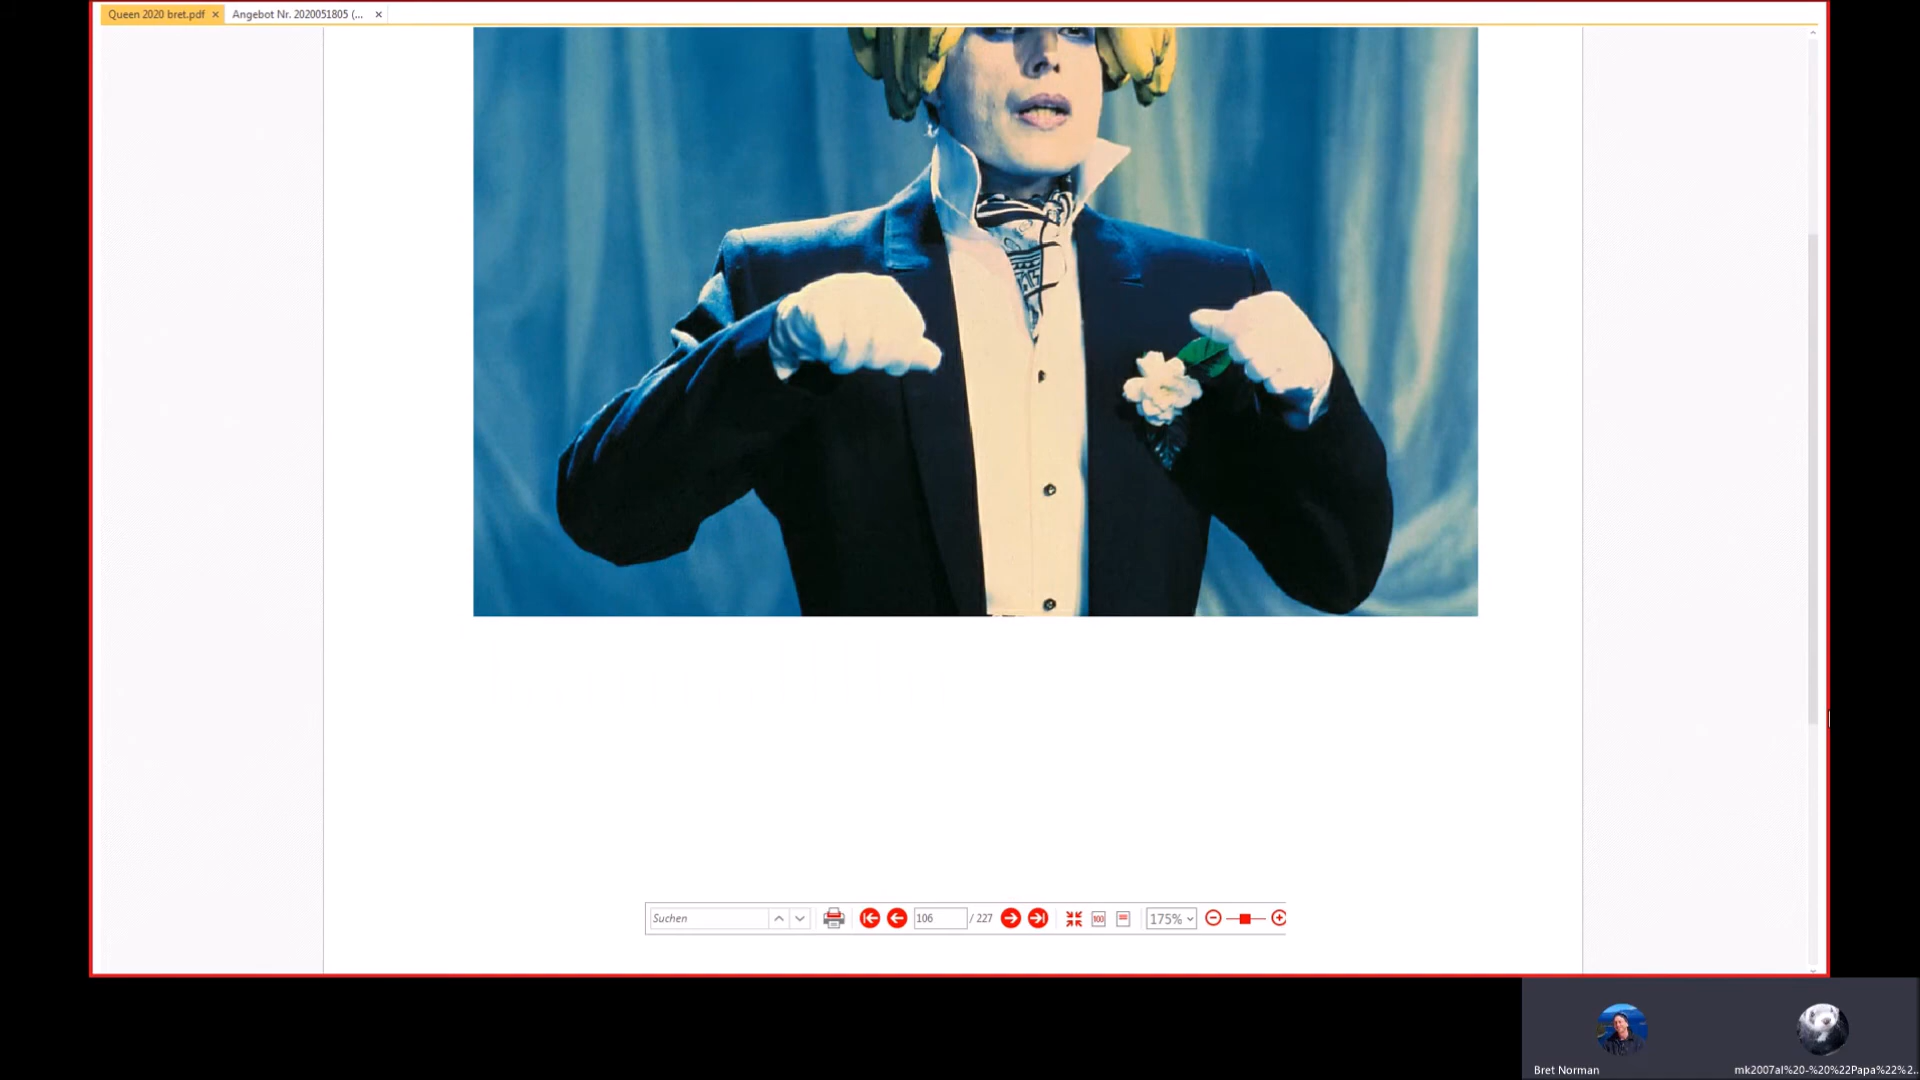 Queen 2020 bret.pdf
Angebot Nr. 2020051805 (...
Suchen
106 / 227
100
175%
Bret Norman
mk2007al%20-%20%22Papa%22%2...